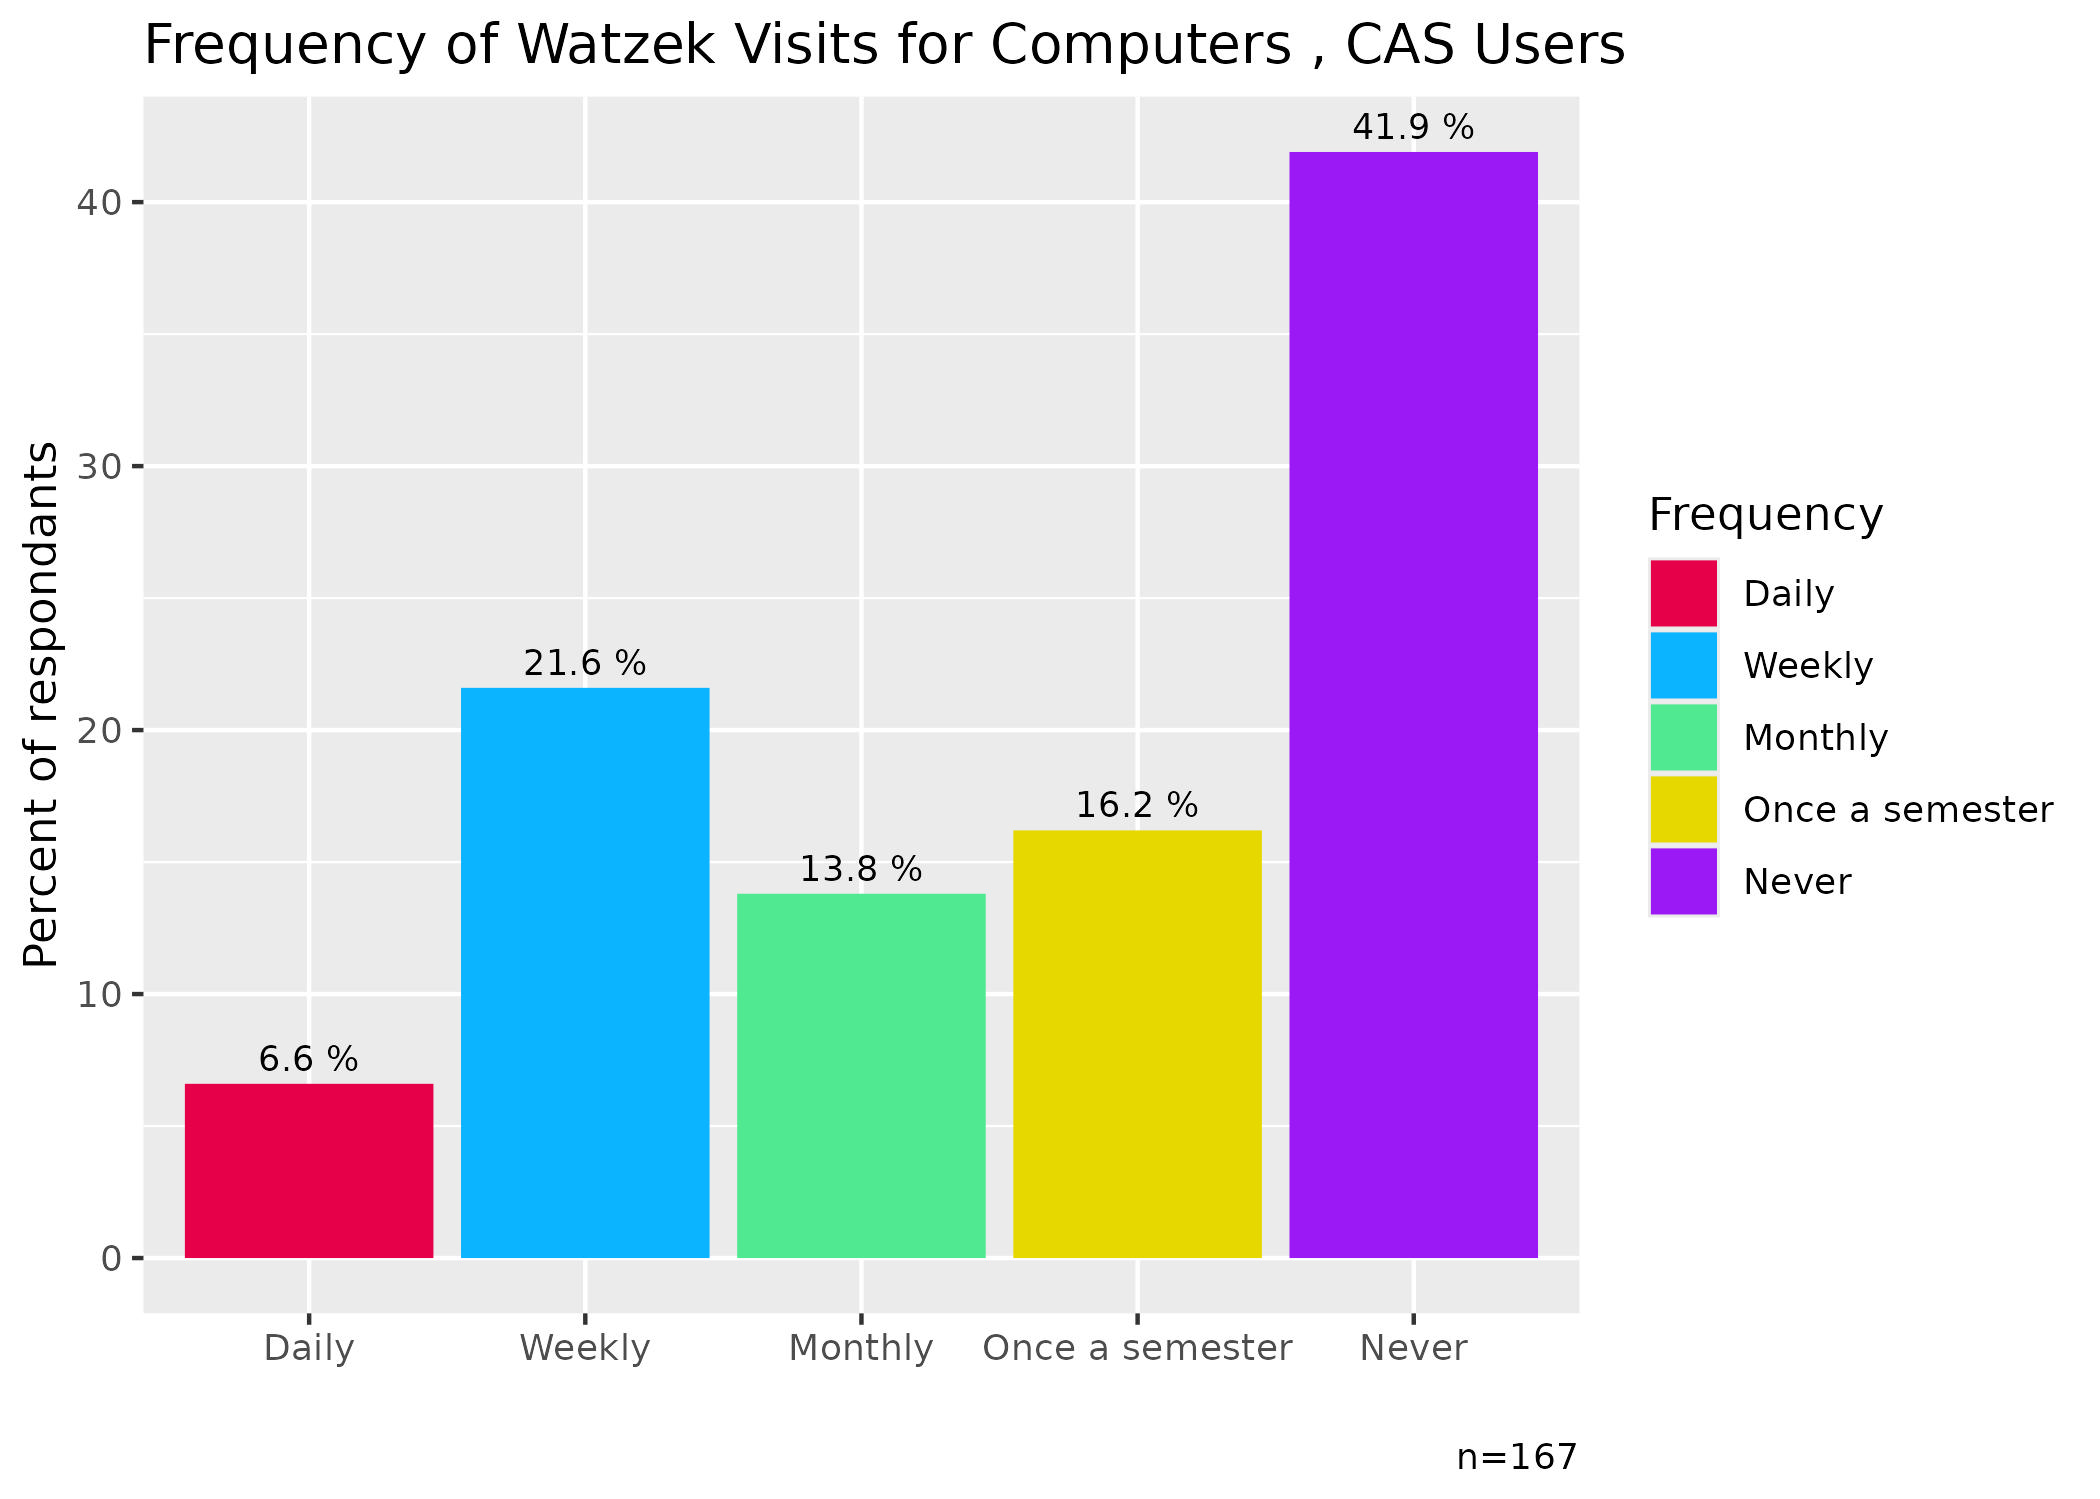 Frequency of Watzek Visits for Computers , CAS Users
41.9 %
40
Percent of respondants
30
21.6 %
20
16.2 %
13.8 %
10
6.6 %
0
Daily Weekly Monthly Once a semester Never
Frequency
Daily
Weekly
Monthly
Once a semester
Never
n=167